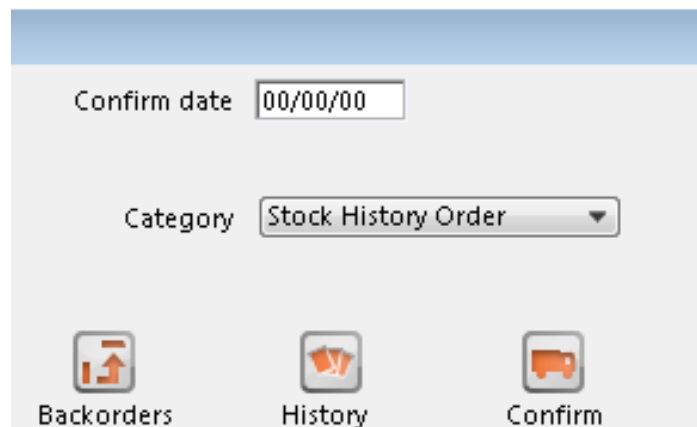 Confirm date 00/00/00
Category Stock History Order
Backorders History Confirm